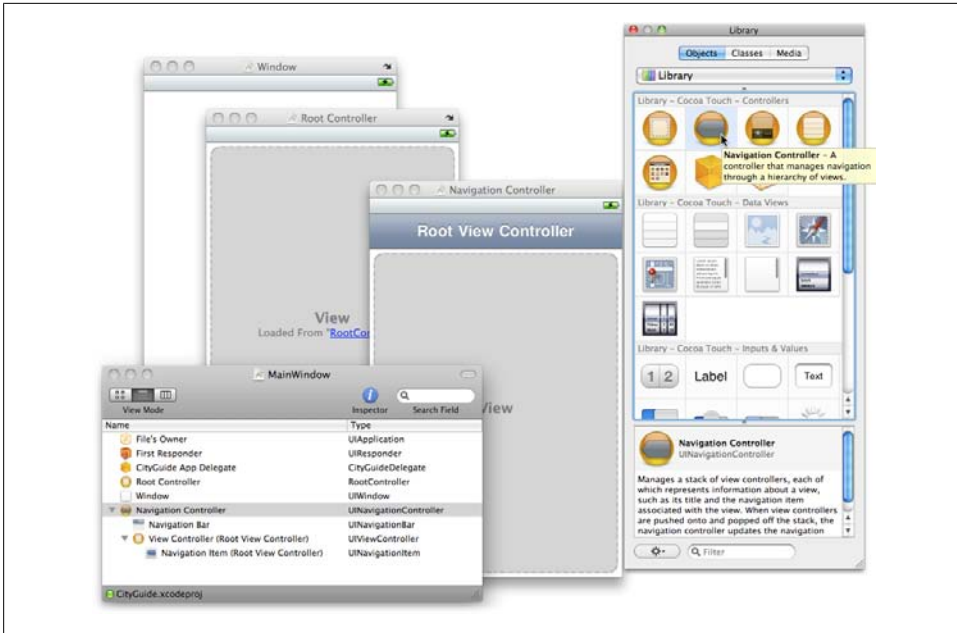 Window
Root Controller
View
Loaded From "RootCon
Navigation Controller
Root View Controller
View
MainWindow
View Mode
Inspector
Search Field
Name
Type
File's Owner
UIApplication
First Responder
UIResponder
CityGuide App Delegate
CityGuideDelegate
Root Controller
RootController
Window
UIWindow
Navigation Controller
UINavigationController
Navigation Bar
UINavigationBar
View Controller (Root View Controller)
UIViewController
Navigation Item (Root View Controller)
UINavigationItem
CityGuide.xcodeproj
Library
Objects
Classes
Media
Library
Library – Cocoa Touch – Controllers
Navigation Controller – A
controller that manages navigation
through a hierarchy of views.
Library – Cocoa Touch – Data Views
Library – Cocoa Touch – Inputs & Values
1 2
Label
Text
Navigation Controller
UINavigationController
Manages a stack of view controllers, each of
which represents information about a view,
such as its title and the navigation item
associated with the view. When view controllers
are pushed onto and popped off the stack, the
navigation controller updates the navigation
Filter